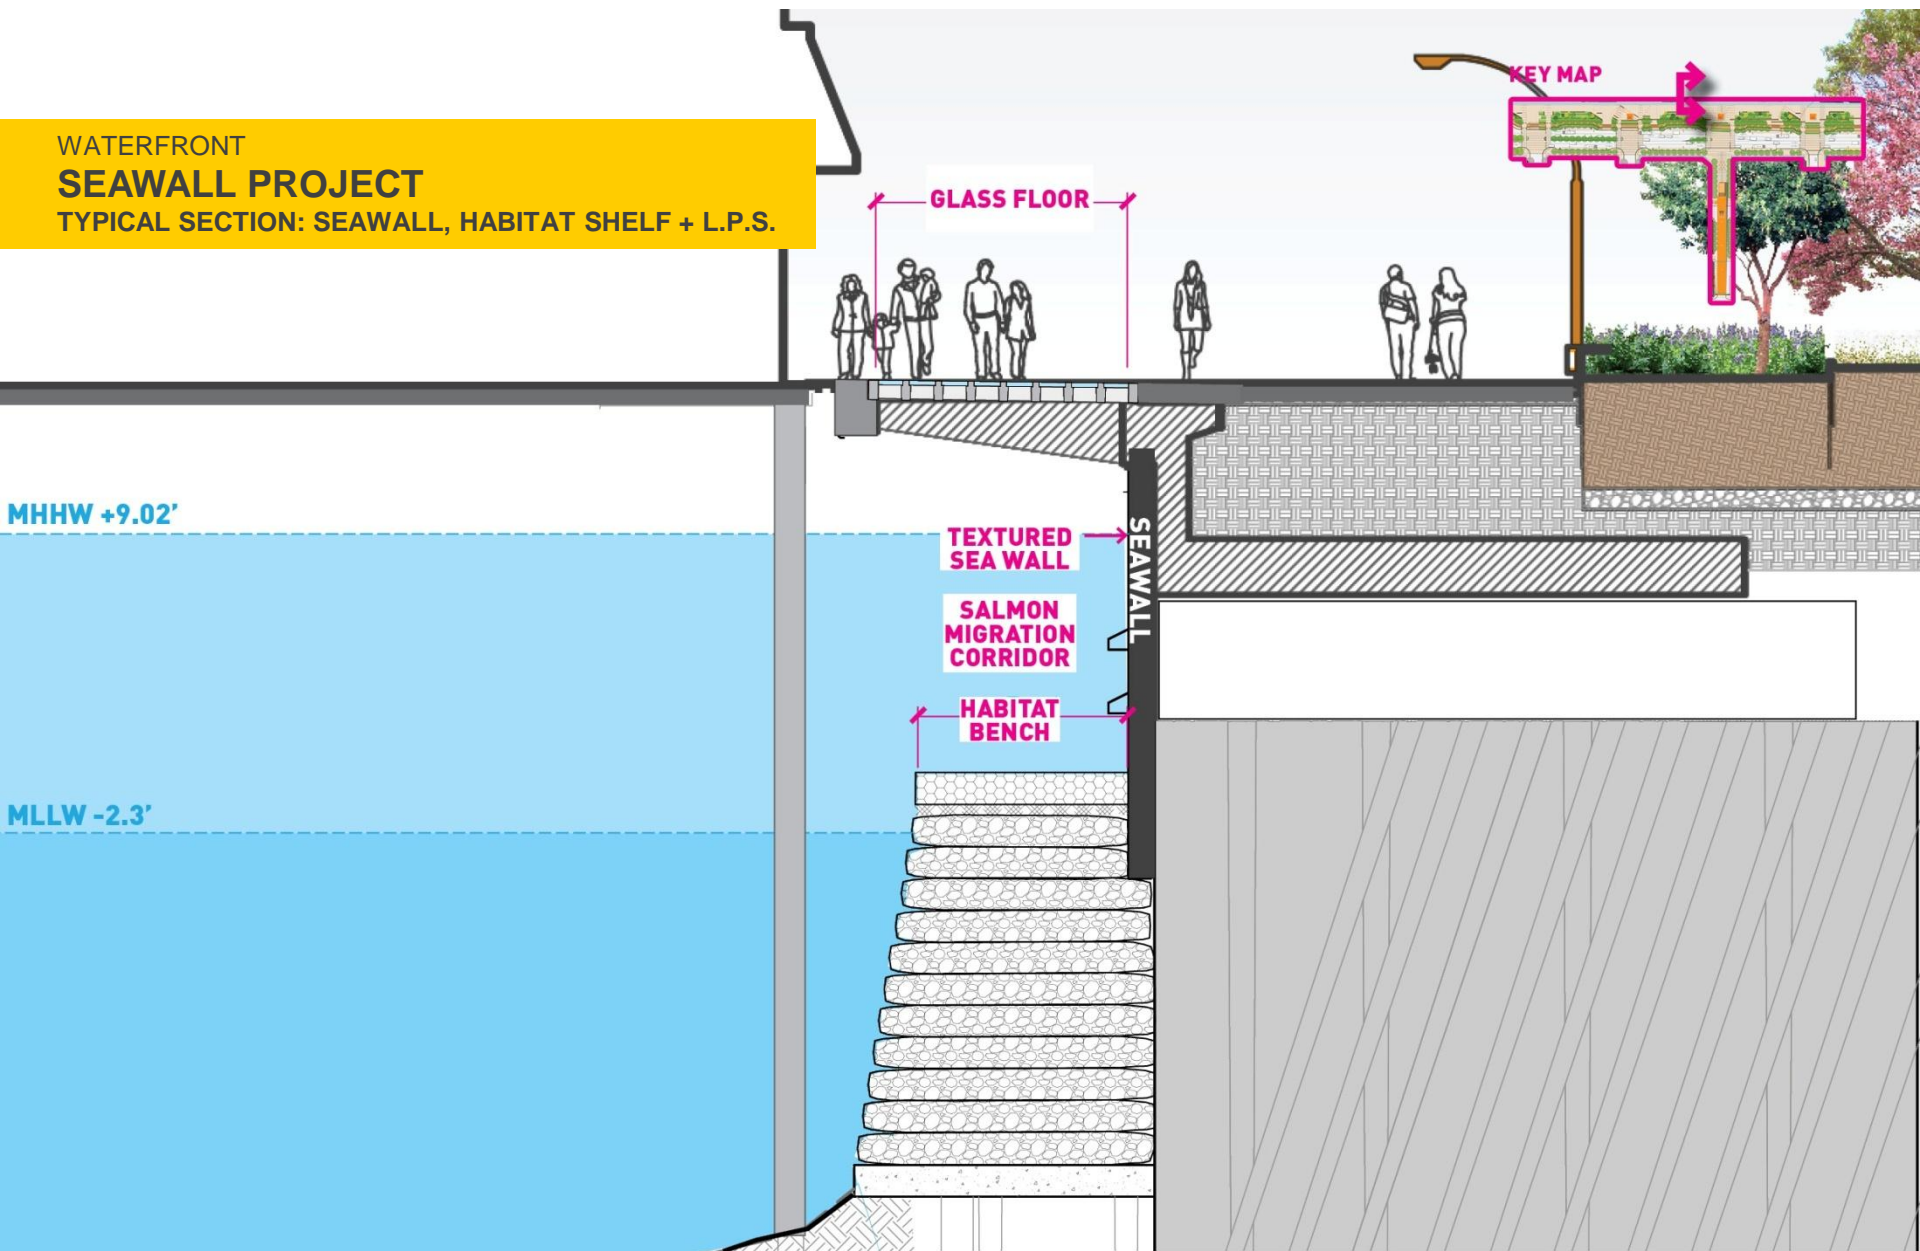 WATERFRONT
SEAWALL PROJECT
TYPICAL SECTION: SEAWALL, HABITAT SHELF + L.P.S.
KEY MAP
GLASS FLOOR
MHHW +9.02’
TEXTURED
SEA WALL
SEAWALL
SALMON
MIGRATION
CORRIDOR
HABITAT
BENCH
MLLW -2.3’